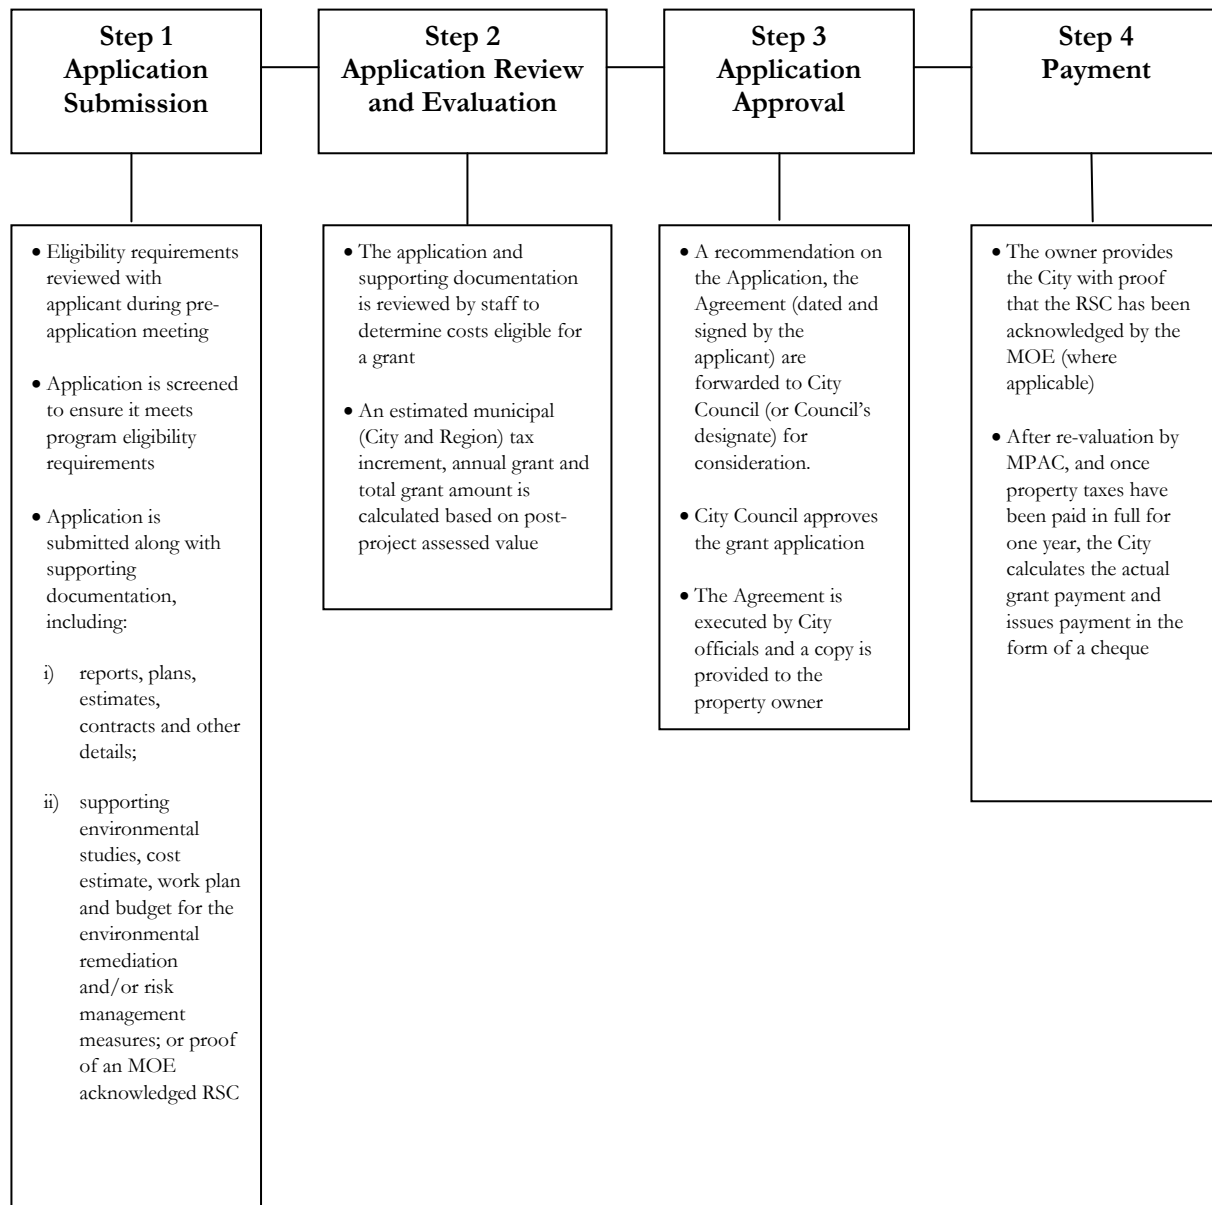 Step 1
Application
Submission
Step 2
Application Review
and Evaluation
Step 3
Application
Approval
Step 4
Payment
• Eligibility requirements
reviewed with
applicant during pre-
application meeting
• Application is screened
to ensure it meets
program eligibility
requirements
• Application is
submitted along with
supporting
documentation,
including:
i) reports, plans,
estimates,
contracts and other
details;
ii) supporting
environmental
studies, cost
estimate, work plan
and budget for the
environmental
remediation
and/or risk
management
measures; or proof
of an MOE
acknowledged RSC
• The application and
supporting documentation
is reviewed by staff to
determine costs eligible for
a grant
• An estimated municipal
(City and Region) tax
increment, annual grant and
total grant amount is
calculated based on post-
project assessed value
• A recommendation on
the Application, the
Agreement (dated and
signed by the
applicant) are
forwarded to City
Council (or Council’s
designate) for
consideration.
• City Council approves
the grant application
• The Agreement is
executed by City
officials and a copy is
provided to the
property owner
• The owner provides
the City with proof
that the RSC has been
acknowledged by the
MOE (where
applicable)
• After re-valuation by
MPAC, and once
property taxes have
been paid in full for
one year, the City
calculates the actual
grant payment and
issues payment in the
form of a cheque